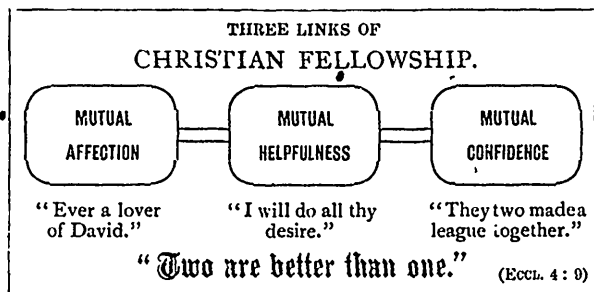 THREE LINKS OF
CHRISTIAN FELLOWSHIP.
MUTUAL
AFFECTION
MUTUAL
HELPFULNESS
MUTUAL
CONFIDENCE
"Ever a lover
of David."
"I will do all thy
desire."
"They two made a
league together."
"Two are better than one." (ECCL. 4 : 9)